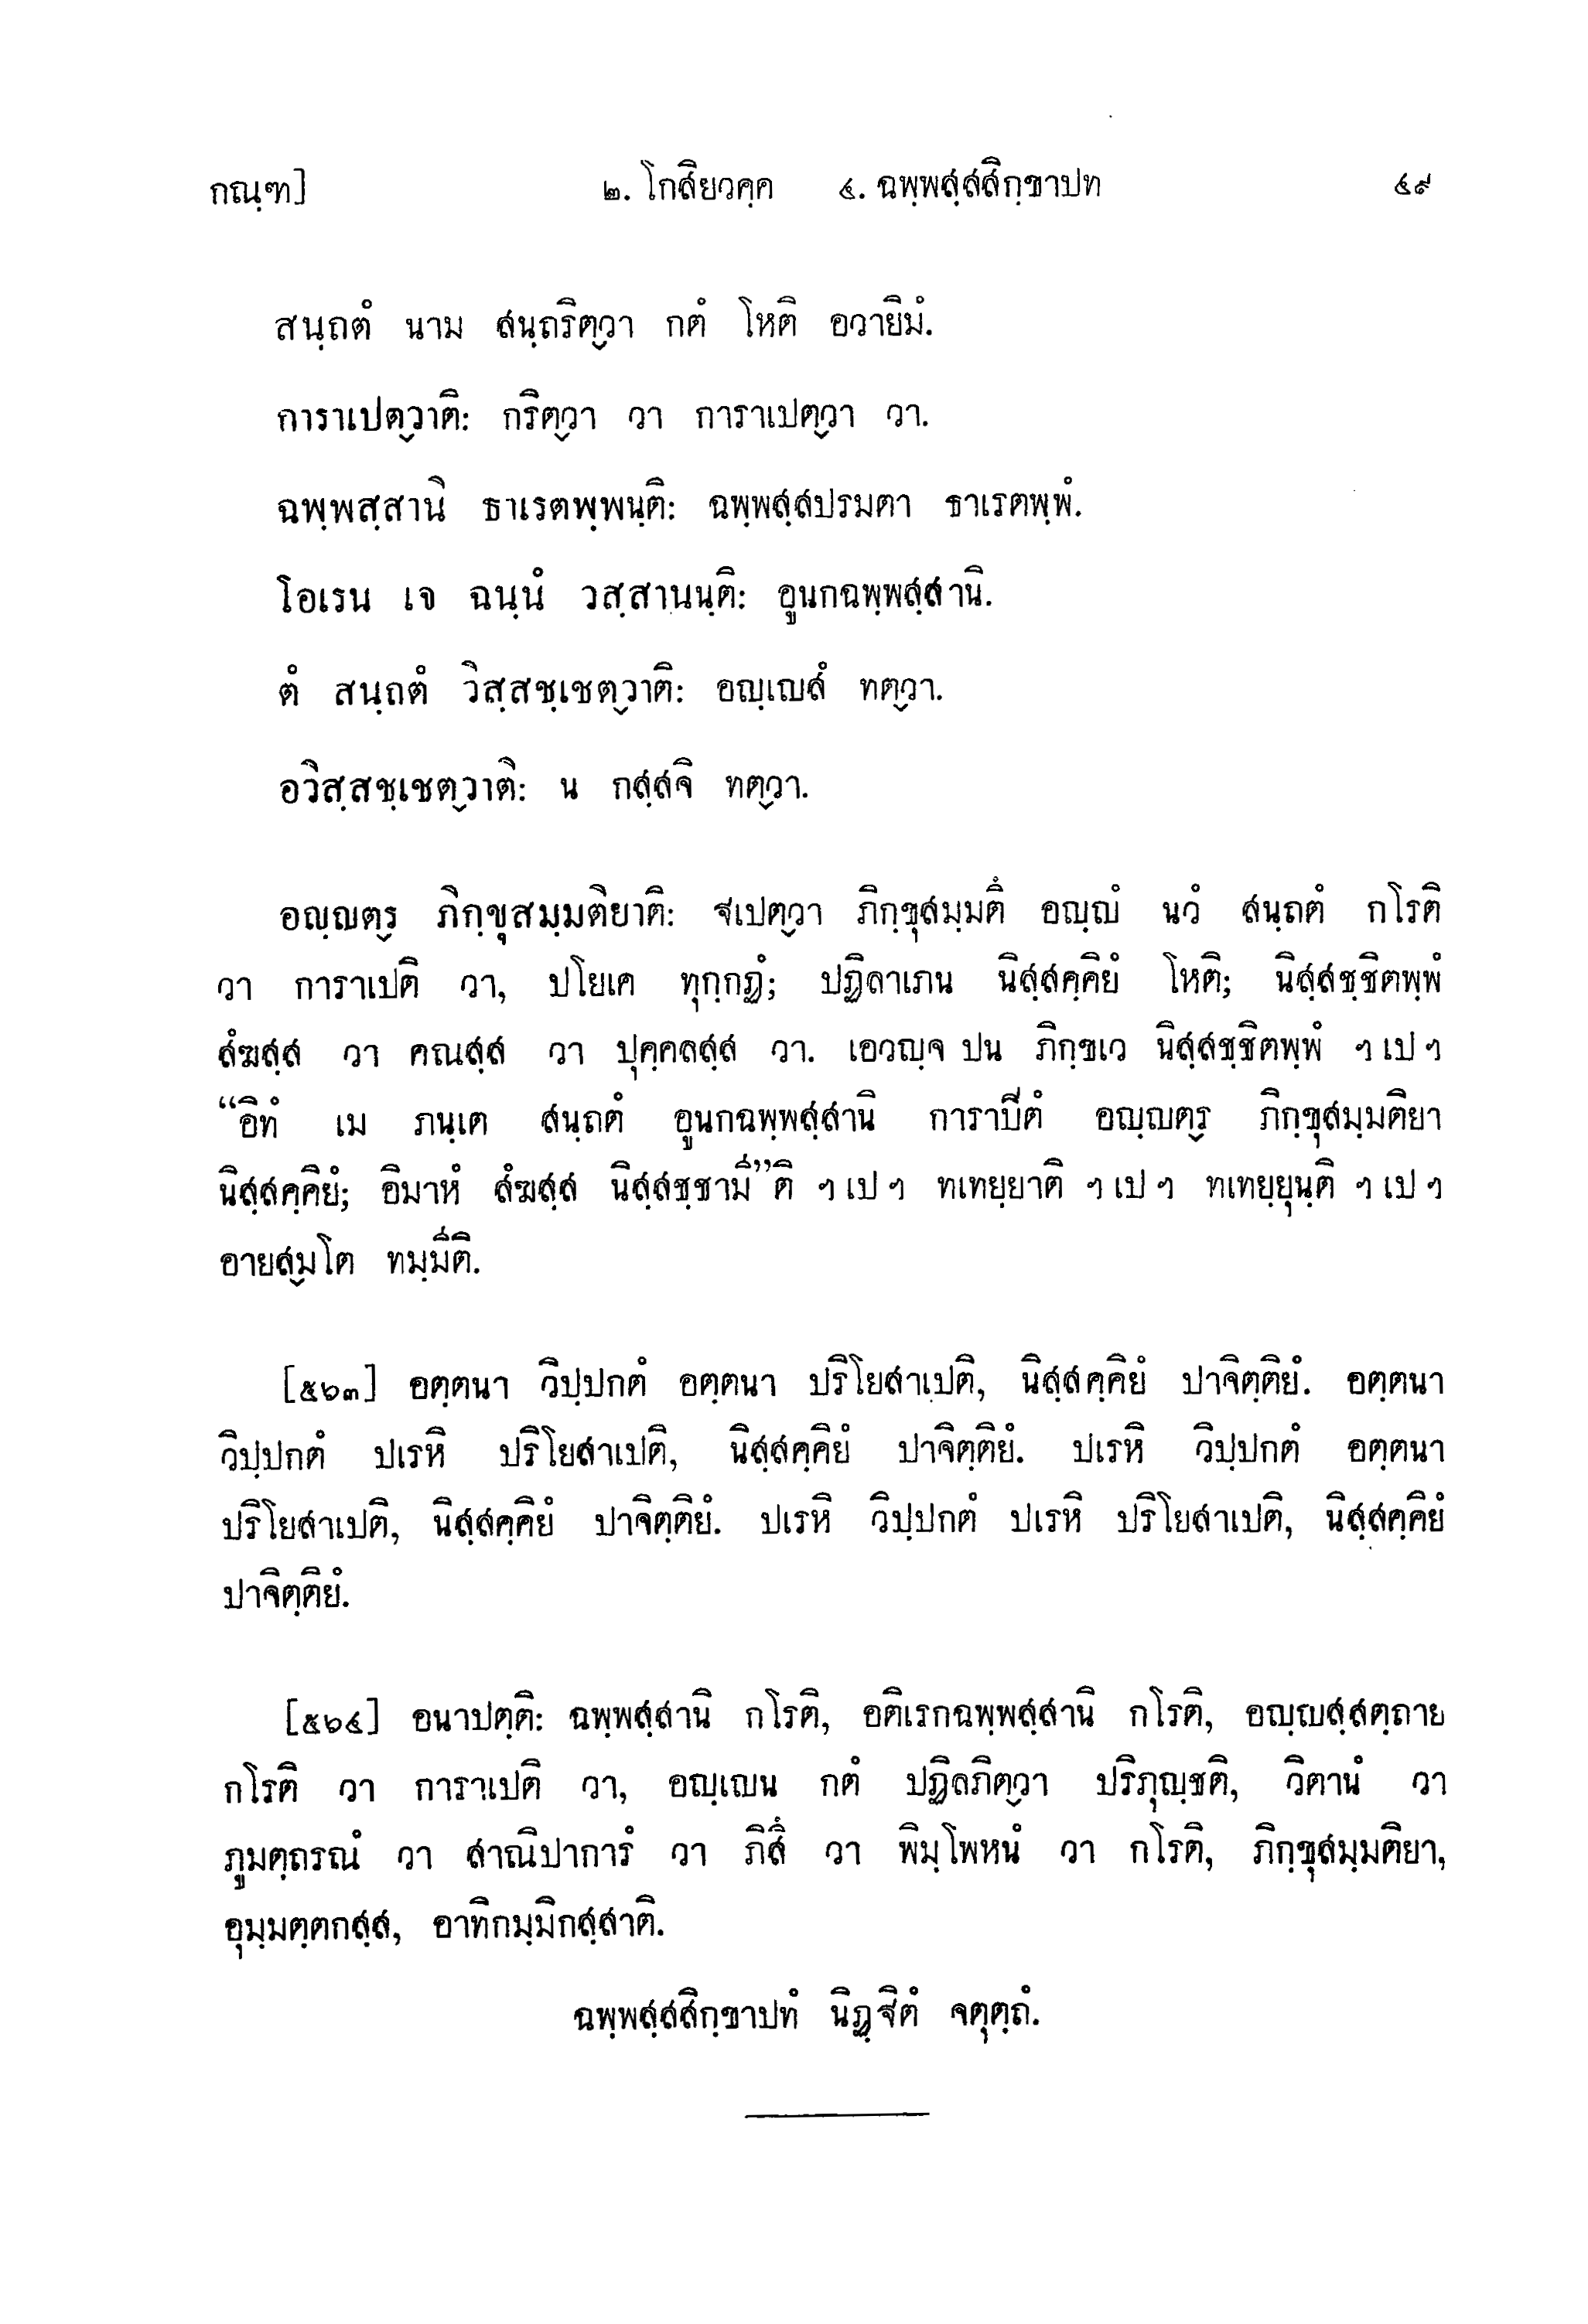 กณฺฑ] ๒. โกสิยวคฺค ๔. ฉพฺพสฺสสิกฺขาปท ๔๙
สนฺถตํ นาม สนฺถริตฺวา กตํ โหติ อวายิมํ.
การาเปตฺวาติ: กริตฺวา วา การาเปตฺวา วา.
ฉพฺพสฺสานิ ธาเรตพฺพนฺติ: ฉพฺพสฺสปรมตา ธาเรตพฺพํ.
โอเรน เจ ฉนฺนํ วสฺสานนฺติ: อูนกฉพฺพสฺสานิ.
ตํ สนฺถตํ วิสฺสชฺเชตฺวาติ: อญฺเญสํ ทตฺวา.
อวิสฺสชฺเชตฺวาติ: น กสฺสจิ ทตฺวา.
อญฺญตฺร ภิกฺขุสมฺมติยาติ: ฐเปตฺวา ภิกฺขุสมฺมตึ อญฺญํ นวํ สนฺถตํ กโรติ
วา การาเปติ วา, ปโยเค ทุกฺกฏํ; ปฏิลาเภน นิสฺสคฺคิยํ โหติ; นิสฺสชฺชิตพฺพํ
สํฆสฺส วา คณสฺส วา ปุคฺคลสฺส วา. เอวญฺจ ปน ภิกฺขเว นิสฺสชฺชิตพฺพํ ฯ เป ฯ
“อิทํ เม ภนฺเต สนฺถตํ อูนกฉพฺพสฺสานิ การาปิตํ อญฺญตฺร ภิกฺขุสมฺมติยา
นิสฺสคฺคิยํ; อิมาหํ สํฆสฺส นิสฺสชฺชามี”ติ ฯ เป ฯ ทเทยฺยาติ ฯ เป ฯ ทเทยฺยุนฺติ ฯ เป ฯ
อายสฺมโต ทมฺมีติ.
[๕๖๓] อตฺตนา วิปฺปกตํ อตฺตนา ปริโยสาเปติ, นิสฺสคฺคิยํ ปาจิตฺติยํ. อตฺตนา
วิปฺปกตํ ปเรหิ ปริโยสาเปติ, นิสฺสคฺคิยํ ปาจิตฺติยํ. ปเรหิ วิปฺปกตํ อตฺตนา
ปริโยสาเปติ, นิสฺสคฺคิยํ ปาจิตฺติยํ. ปเรหิ วิปฺปกตํ ปเรหิ ปริโยสาเปติ, นิสฺสคฺคิยํ
ปาจิตฺติยํ.
[๕๖๔] อนาปตฺติ: ฉพฺพสฺสานิ กโรติ, อติเรกฉพฺพสฺสานิ กโรติ, อญฺญสฺสตฺถาย
กโรติ วา การาเปติ วา, อญฺเญน กตํ ปฏิลภิตฺวา ปริภุญฺชติ, วิตานํ วา
ภูมตฺถรณํ วา สาณิปาการํ วา ภิสึ วา พิมฺโพหนํ วา กโรติ, ภิกฺขุสมฺมติยา,
อุมฺมตฺตกสฺส, อาทิกมฺมิกสฺสาติ.
ฉพฺพสฺสสิกฺขาปทํ นิฏฺฐิตํ จตุตฺถํ.